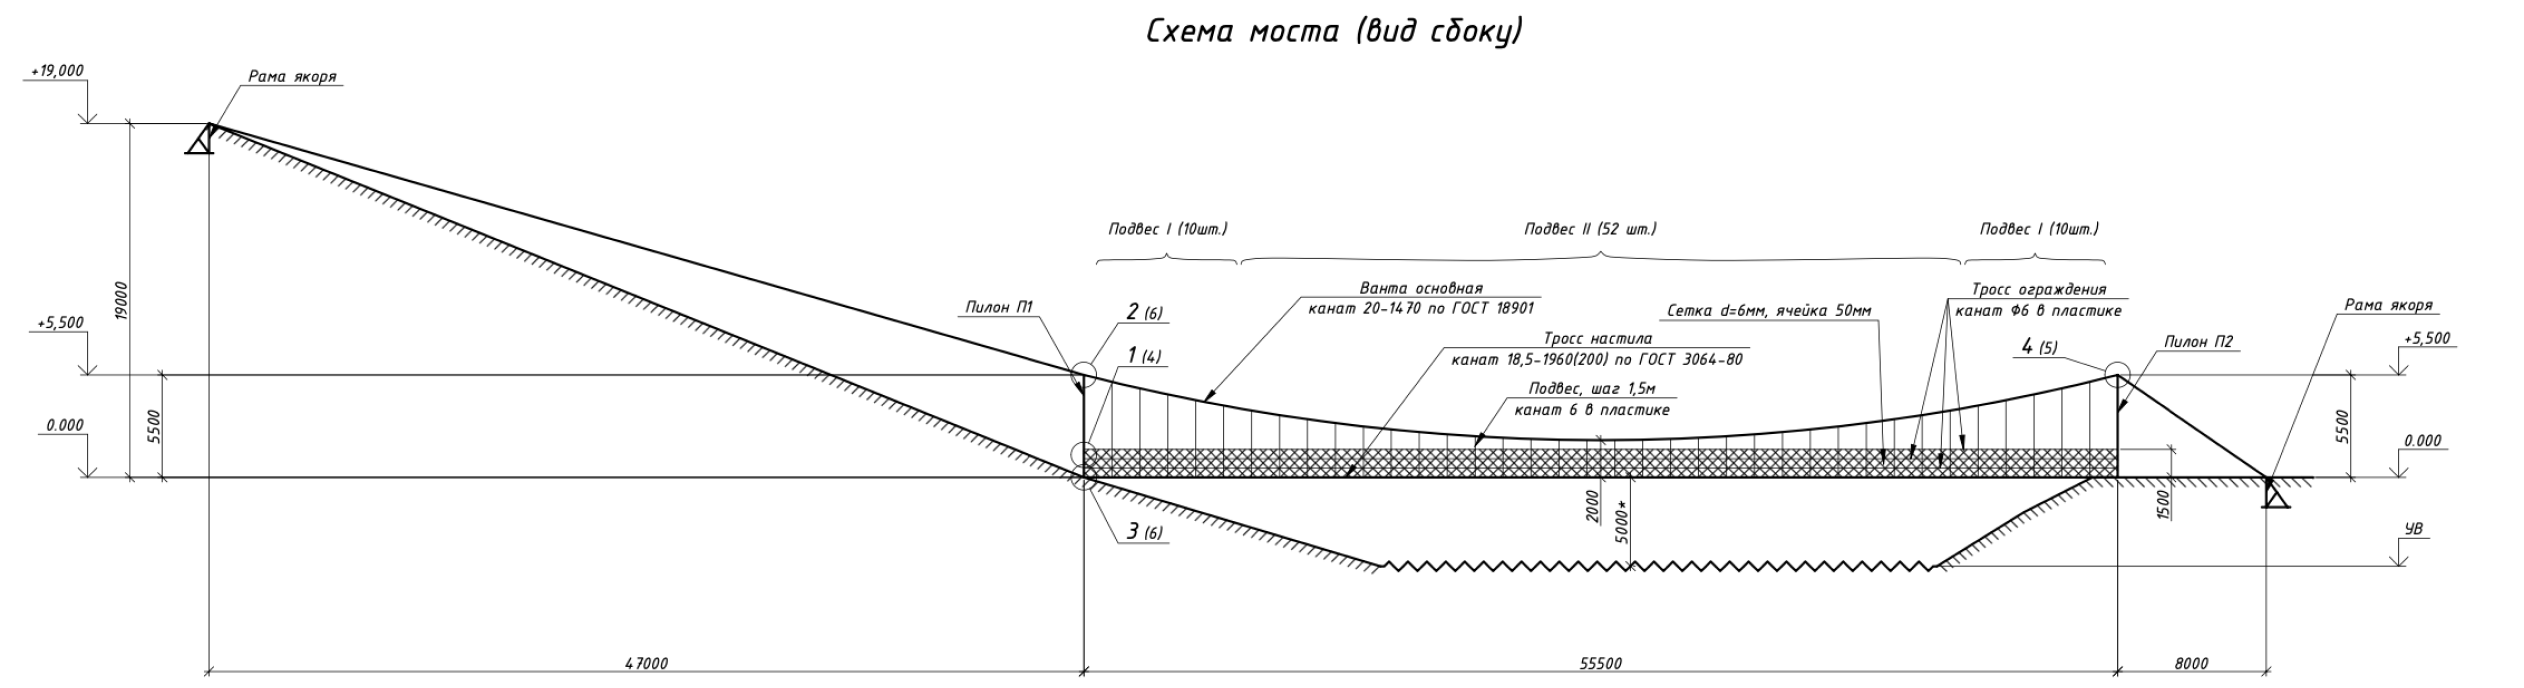 Схема моста (вид сбоку)
+19,000
Рама якоря
Подвес I (10шт.)
Подвес II (52 шт.)
Подвес I (10шт.)
Ванта основная
канат 20-1470 по ГОСТ 18901
Тросс ограждения
канат Ф6 в пластике
Сетка d=6мм, ячейка 50мм
Рама якоря
Пилон П1
2 (6)
19000
+5,500
Тросс настила
канат 18,5-1960(200) по ГОСТ 3064-80
1 (4)
4 (5)
Пилон П2
+5,500
Подвес, шаг 1,5м
канат 6 в пластике
5500
0.000
5500
0.000
2000
5000*
1500
3 (6)
УВ
47000
55500
8000